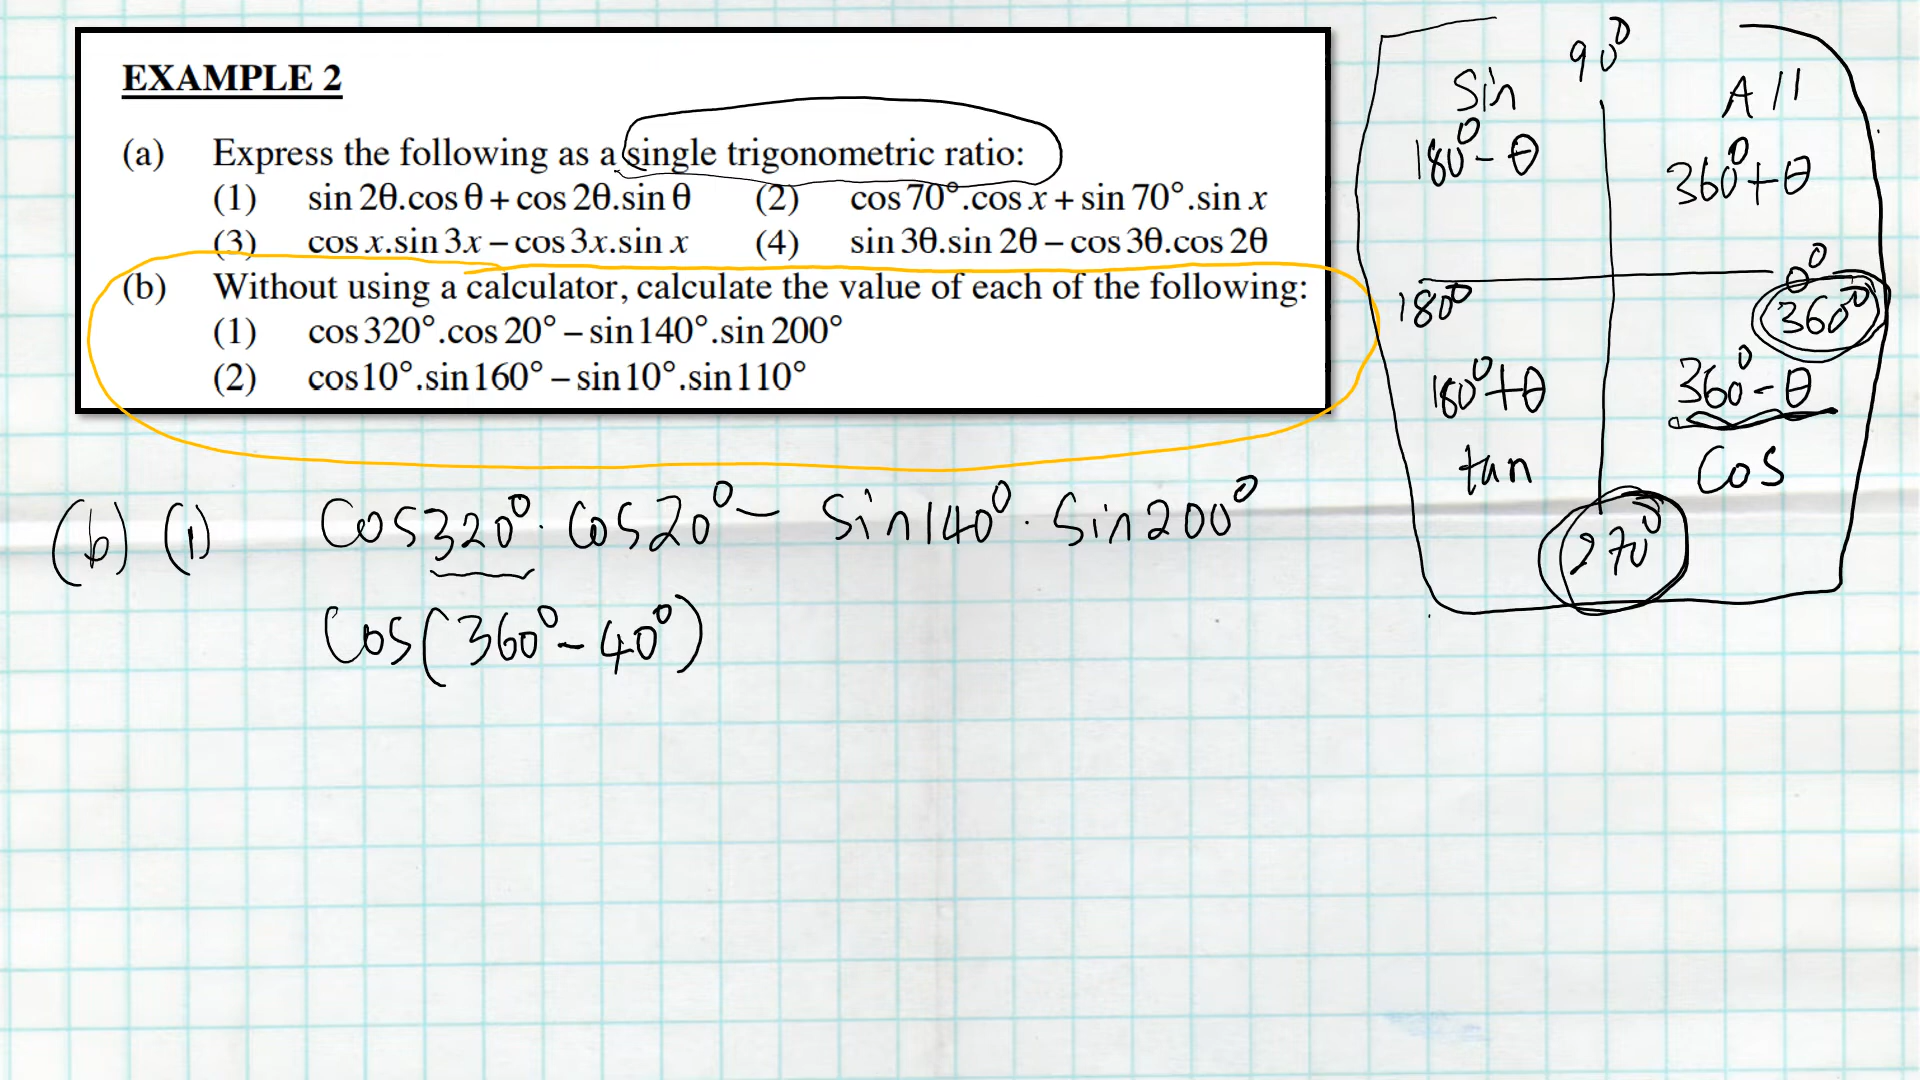 EXAMPLE 2
(a) Express the following as a single trigonometric ratio:
(1) sin 2θ.cos θ + cos 2θ.sin θ (2) cos 70°.cos x + sin 70°.sin x
(3) cos x.sin 3x – cos 3x.sin x (4) sin 3θ.sin 2θ – cos 3θ.cos 2θ
(b) Without using a calculator, calculate the value of each of the following:
(1) cos 320°.cos 20° – sin 140°.sin 200°
(2) cos 10°.sin 160° – sin 10°.sin 110°
90°
Sin All
180° - θ 360° + θ
0°
180° 360°
180° + θ 360° - θ
tan Cos
270°
(b) (1) Cos 320° . Cos 20° - Sin 140° . Sin 200°
Cos (360° - 40°)